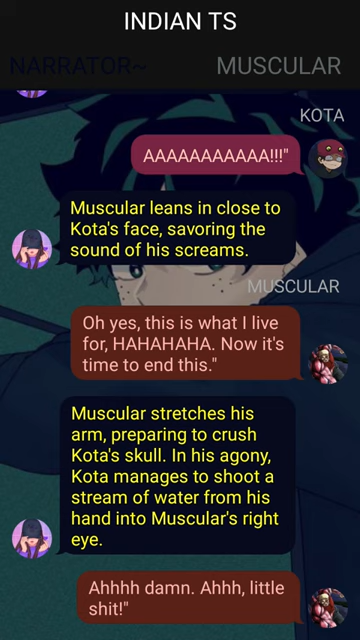 INDIAN TS
NARRATOR~ MUSCULAR
KOTA
AAAAAAAAAAA!!!"
Muscular leans in close to
Kota's face, savoring the
sound of his screams.
MUSCULAR
Oh yes, this is what I live
for, HAHAHAHA. Now it's
time to end this."
Muscular stretches his
arm, preparing to crush
Kota's skull. In his agony,
Kota manages to shoot a
stream of water from his
hand into Muscular's right
eye.
Ahhhh damn. Ahhh, little
shit!"